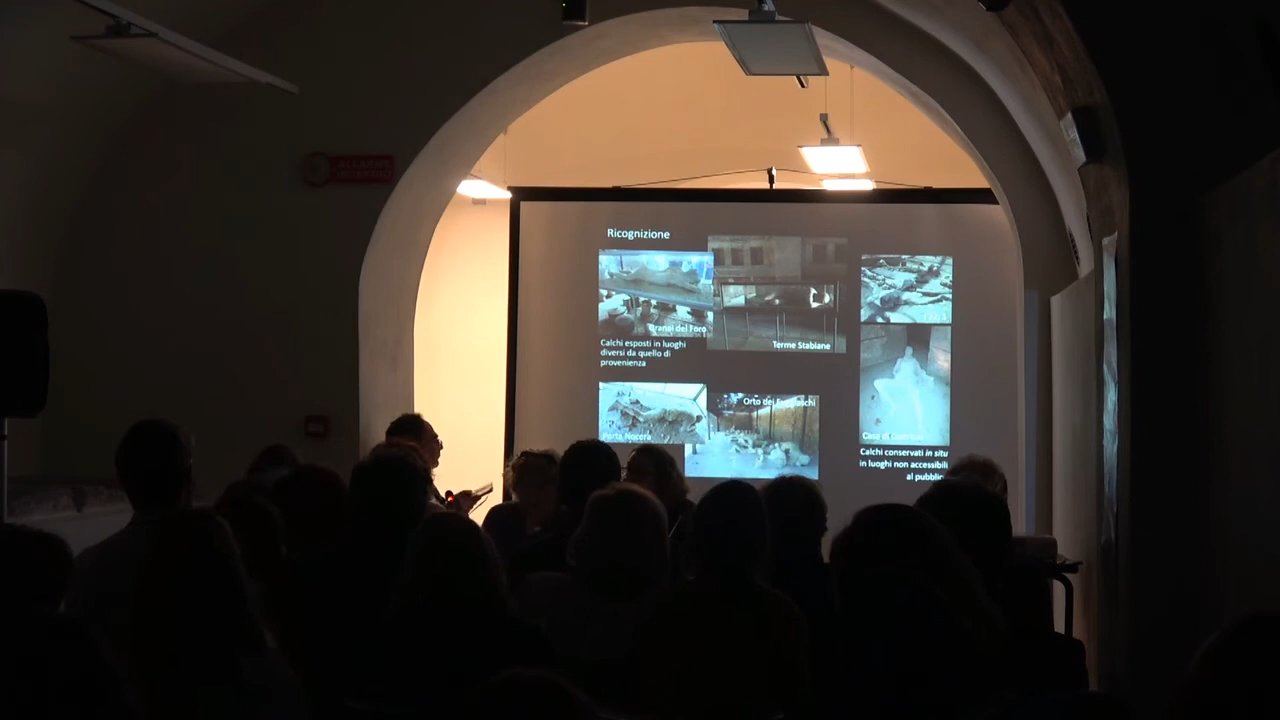 Ricognizione
Granai del Foro
Terme Stabiane
Calchi esposti in luoghi
diversi da quello di
provenienza
Orto dei
Porta Nocera
Casa
Calchi conservati in situ
in luoghi non
al pubblico